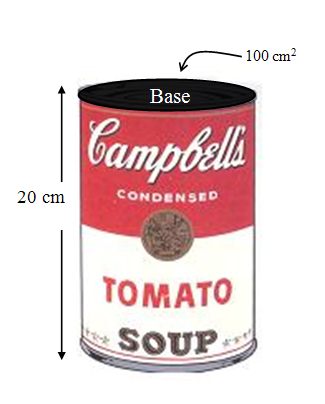 100 cm²
Base
Campbell's
CONDENSED
20 cm
TOMATO
SOUP